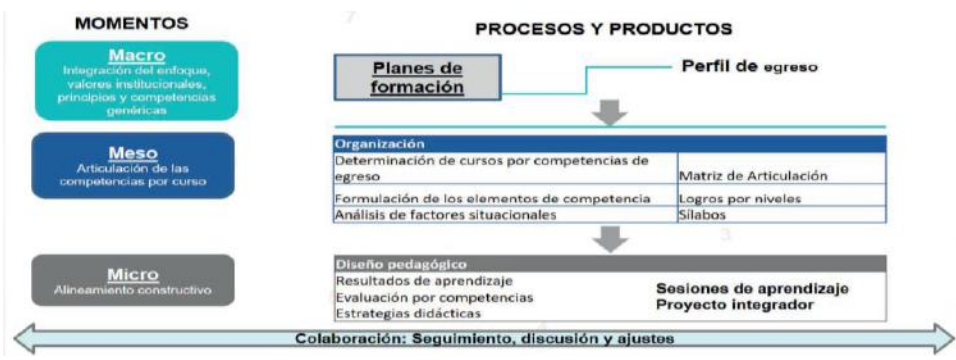 MOMENTOS
PROCESOS Y PRODUCTOS
Macro
Integración del enfoque,
valores institucionales,
principios y competencias
genéricas
Planes de
formación
Perfil de egreso
Meso
Articulación de las
competencias por curso
Organización
Determinación de cursos por competencias de
egreso
Matriz de Articulación
Formulación de los elementos de competencia
Logros por niveles
Análisis de factores situacionales
Sílabos
Micro
Alineamiento constructivo
Diseño pedagógico
Resultados de aprendizaje
Evaluación por competencias
Estrategias didácticas
Sesiones de aprendizaje
Proyecto integrador
Colaboración: Seguimiento, discusión y ajustes